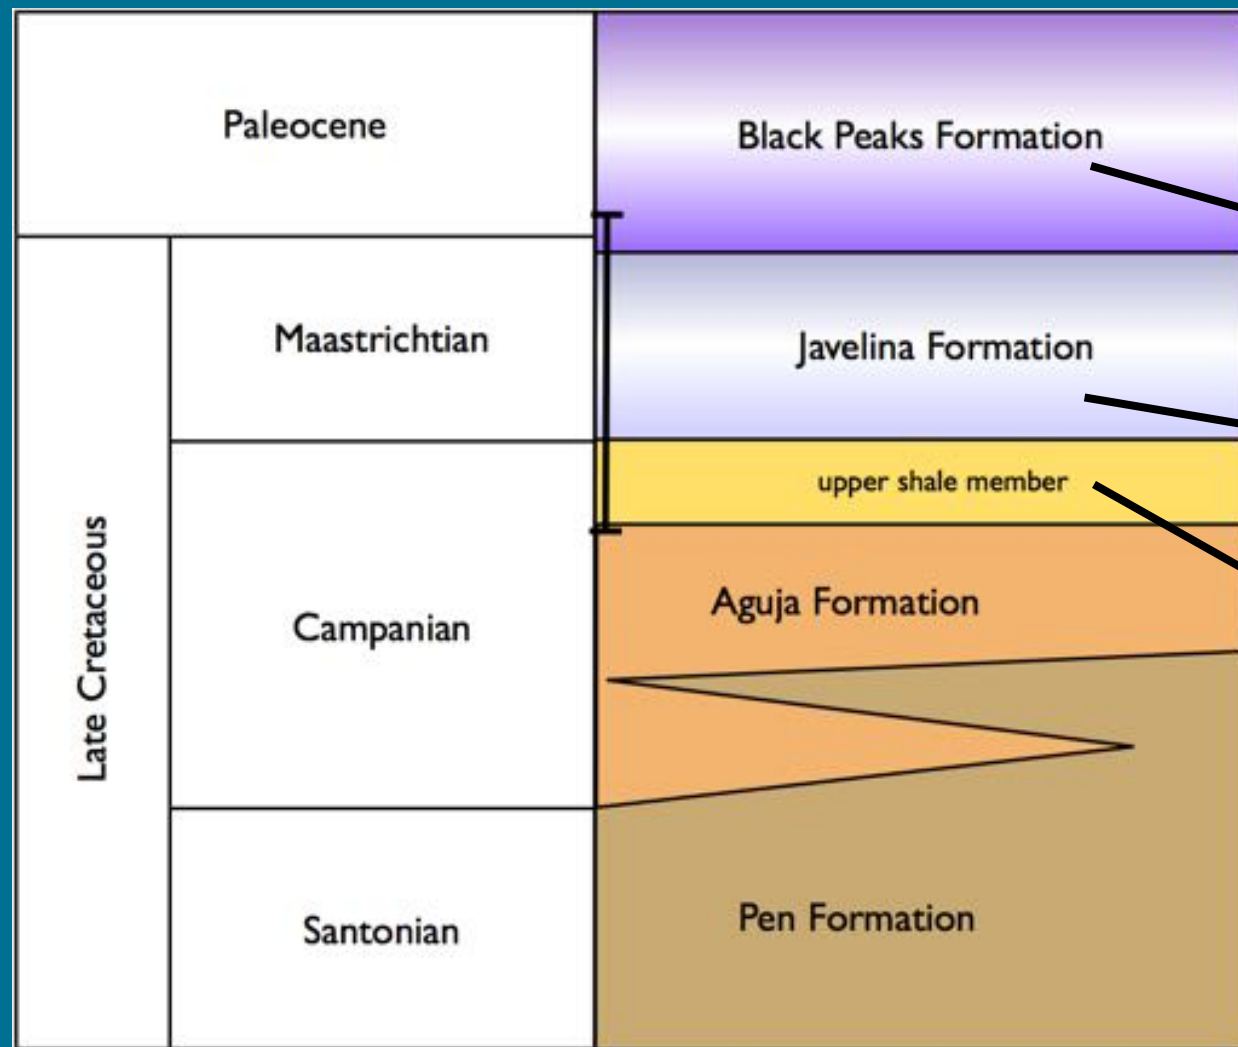 Paleocene
Black Peaks Formation
Maastrichtian
Javelina Formation
upper shale member
Late Cretaceous
Campanian
Aguja Formation
Santonian
Pen Formation